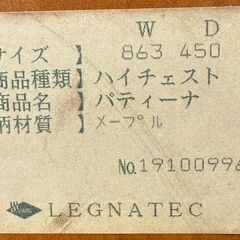 W D
サイズ 】 863 450
商品種類】ハイチェスト
商品名 】パティーナ
柄材質 】メープル
No.19100996
LEGNATEC